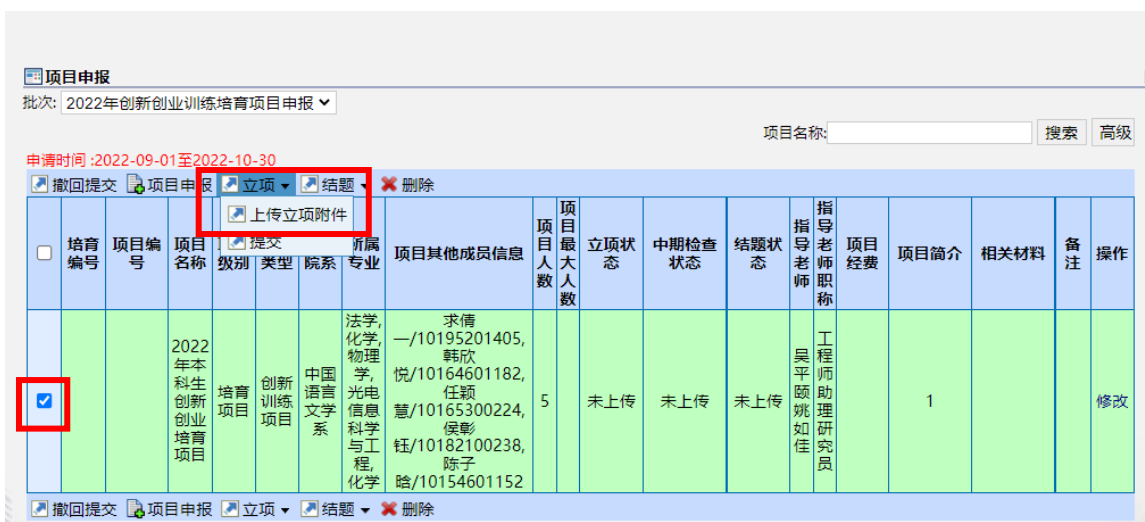 项目申报
批次: 2022年创新创业训练培育项目申报
项目名称: 搜索 高级
申请时间 :2022-09-01至2022-10-30
撤回提交 项目申报 立项 结题 删除
上传立项附件
提交
培育编号 项目编号 项目名称 级别 类型 院系 所属专业 项目其他成员信息 项目人数 项目最大人数 立项状态 中期检查状态 结题状态 指导老师 指导老师职称 项目经费 项目简介 相关材料 备注 操作
2022
年本
科生
创新
创业
培育
项目
培育
项目
创新
训练
项目
中国
语言
文学
系
法学,
化学,
物理
学,
光电
信息
科学
与工
程,
化学
求倩
一/10195201405,
韩欣
悦/10164601182,
任颖
慧/10165300224,
侯彰
钰/10182100238,
陈子
晗/10154601152
5
未上传
未上传
未上传
吴平颐姚如佳
工程师助理研究员
1
修改
撤回提交 项目申报 立项 结题 删除